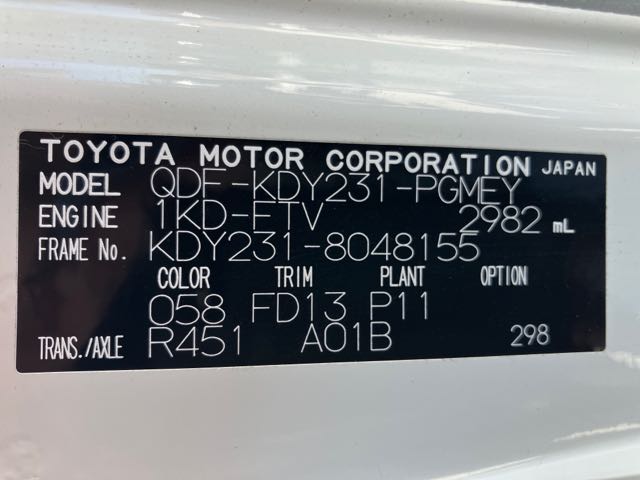 TOYOTA MOTOR CORPORATION JAPAN
MODEL QDF-KDY231-PGMEY
ENGINE 1KD-FTV 2982 mL
FRAME No. KDY231-8048155
COLOR TRIM PLANT OPTION
058 FD13 P11
TRANS./AXLE R451 A01B 298